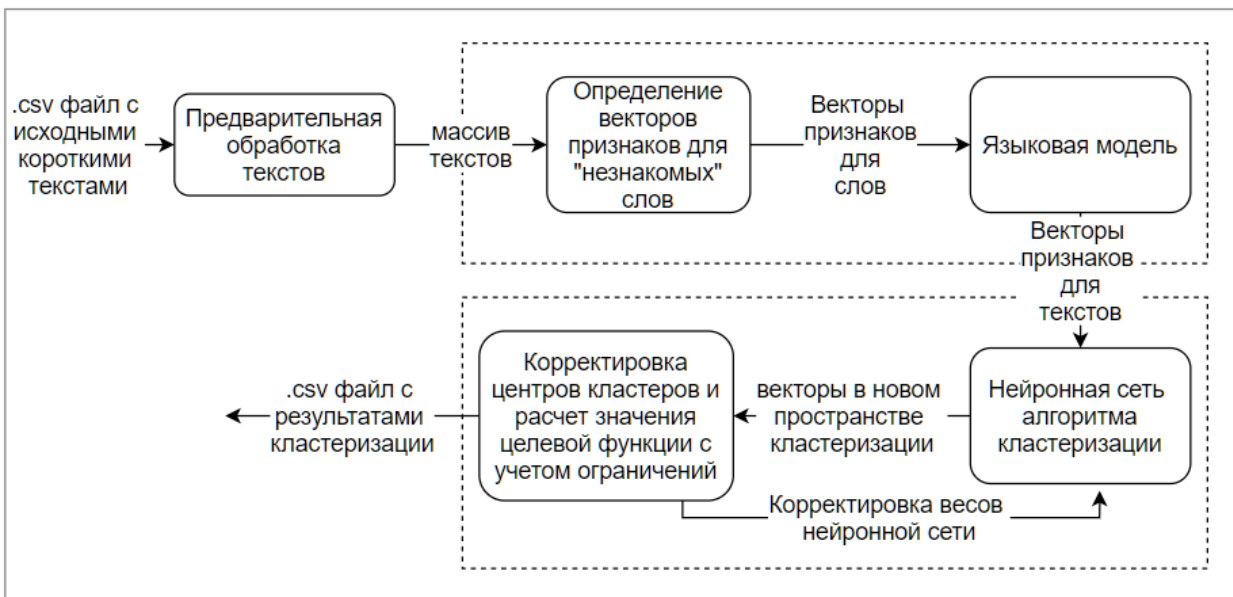 .csv файл с
исходными
короткими
текстами
Предварительная
обработка
текстов
массив
текстов
Определение
векторов
признаков для
"незнакомых"
слов
Векторы
признаков
для
слов
Языковая модель
Векторы
признаков
для
текстов
Нейронная сеть
алгоритма
кластеризации
векторы в новом
пространстве
кластеризации
Корректировка
центров кластеров и
расчет значения
целевой функции с
учетом ограничений
.csv файл с
результатами
кластеризации
Корректировка весов
нейронной сети